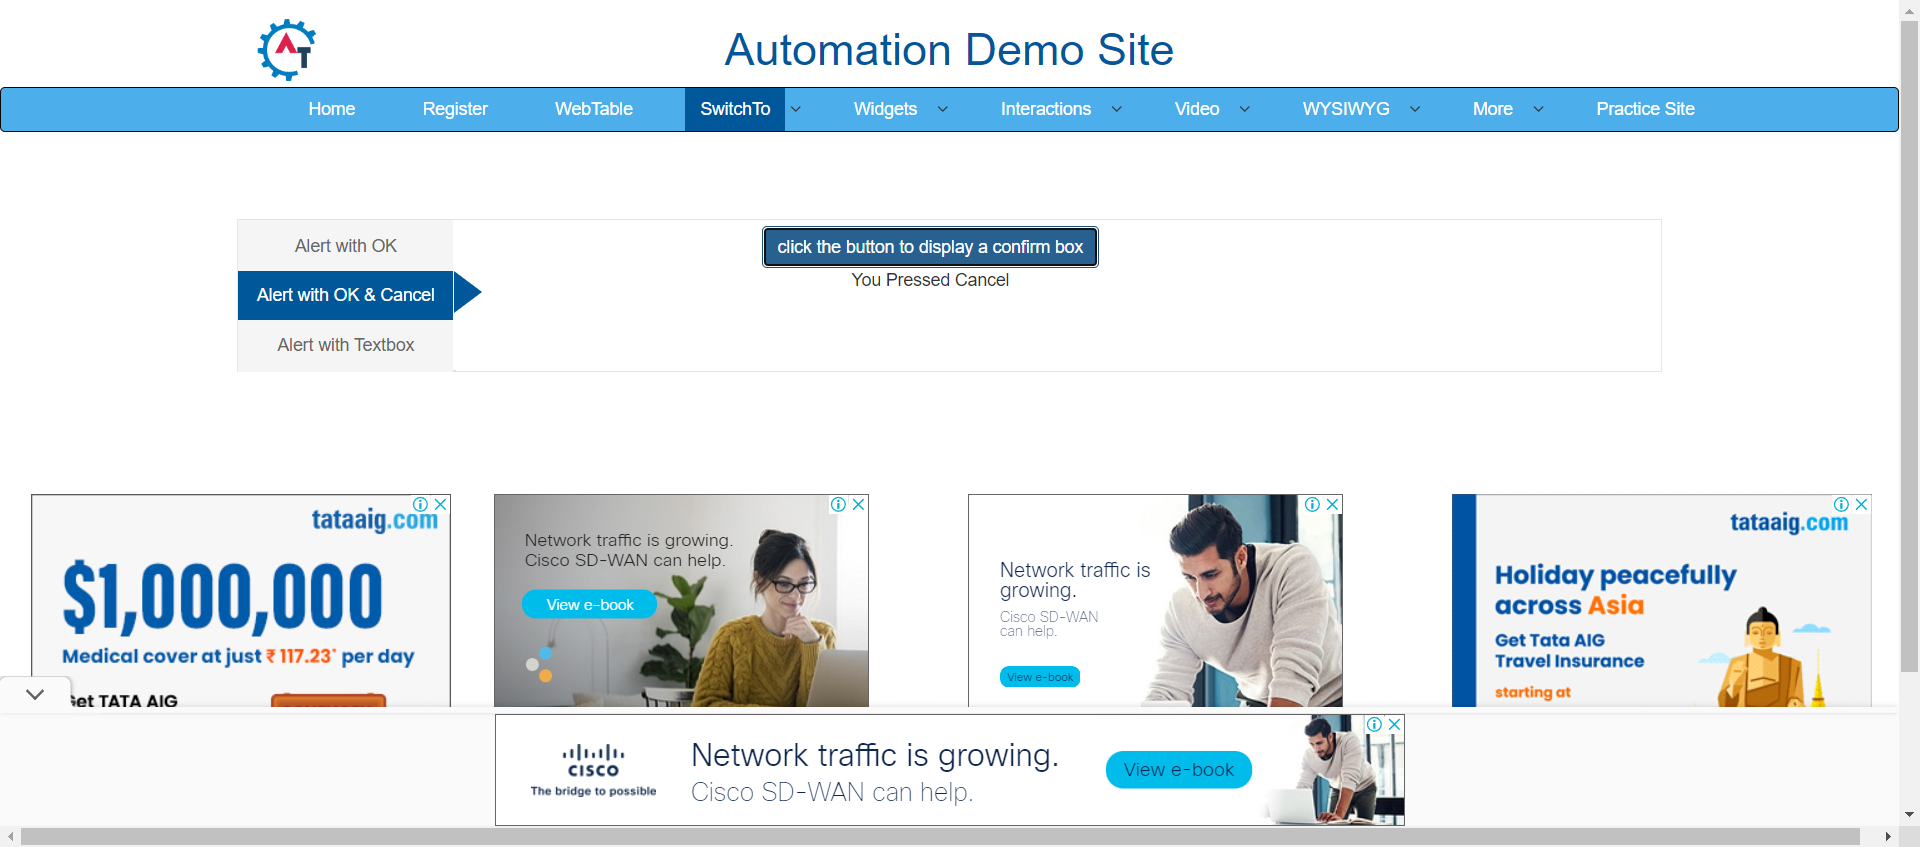 AT
Automation Demo Site
Home Register WebTable SwitchTo Widgets Interactions Video WYSIWYG More Practice Site
Alert with OK
Alert with OK & Cancel
Alert with Textbox
click the button to display a confirm box
You Pressed Cancel
tataaig.com
$1,000,000
Medical cover at just ₹ 117.23* per day
Get TATA AIG
Network traffic is growing.
Cisco SD-WAN can help.
View e-book
Network traffic is
growing.
Cisco SD-WAN
can help.
View e-book
tataaig.com
Holiday peacefully
across Asia
Get Tata AIG
Travel Insurance
starting at
CISCO
The bridge to possible
Network traffic is growing.
Cisco SD-WAN can help.
View e-book